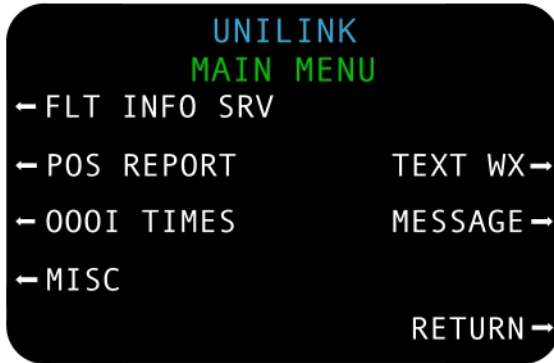 UNILINK
MAIN MENU
←FLT INFO SRV
←POS REPORT TEXT WX→
←OOOI TIMES MESSAGE→
←MISC
RETURN→